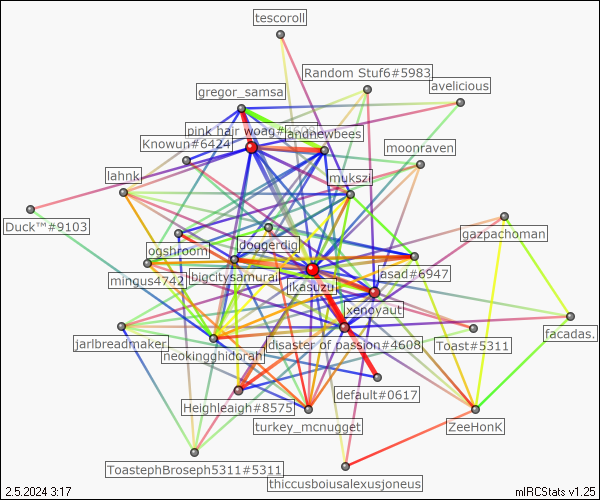 tescoroll
Random Stuf6#5983
avelicious
gregor_samsa
pink hair woag#4608
andnewbees
Knowun#6424
moonraven
mukszi
lahnk
Duck™#9103
gazpachoman
ogshroom
doggerdig
jasad#6947
mingus4742
bigcitysamurai
ikasuzu
xenoyaut
facadas.
jarlbreadmaker
neokingghidorah
disaster of passion#4608
Toast#5311
Heighleaigh#8575
default#0617
turkey_mcnugget
ZeeHonK
ToastephBroseph5311#5311
thiccusboiusalexusjoneus
2.5.2024 3:17
mIRCStats v1.25